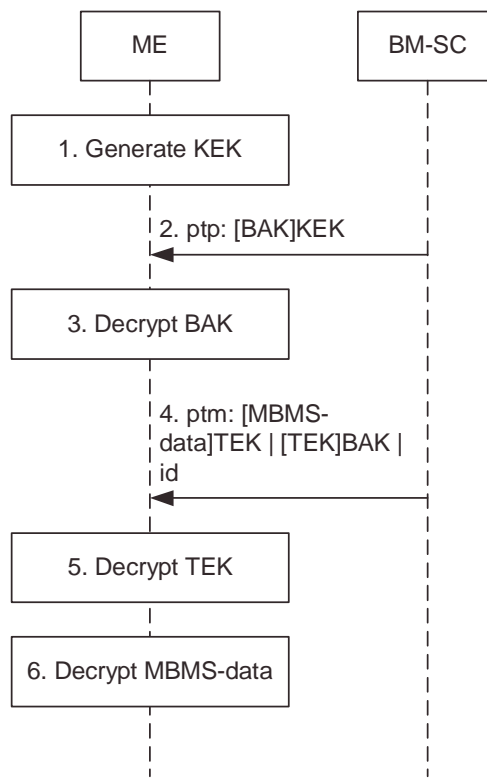 ME
BM-SC
1. Generate KEK
2. ptp: [BAK]KEK
3. Decrypt BAK
4. ptm: [MBMS-
data]TEK | [TEK]BAK |
id
5. Decrypt TEK
6. Decrypt MBMS-data